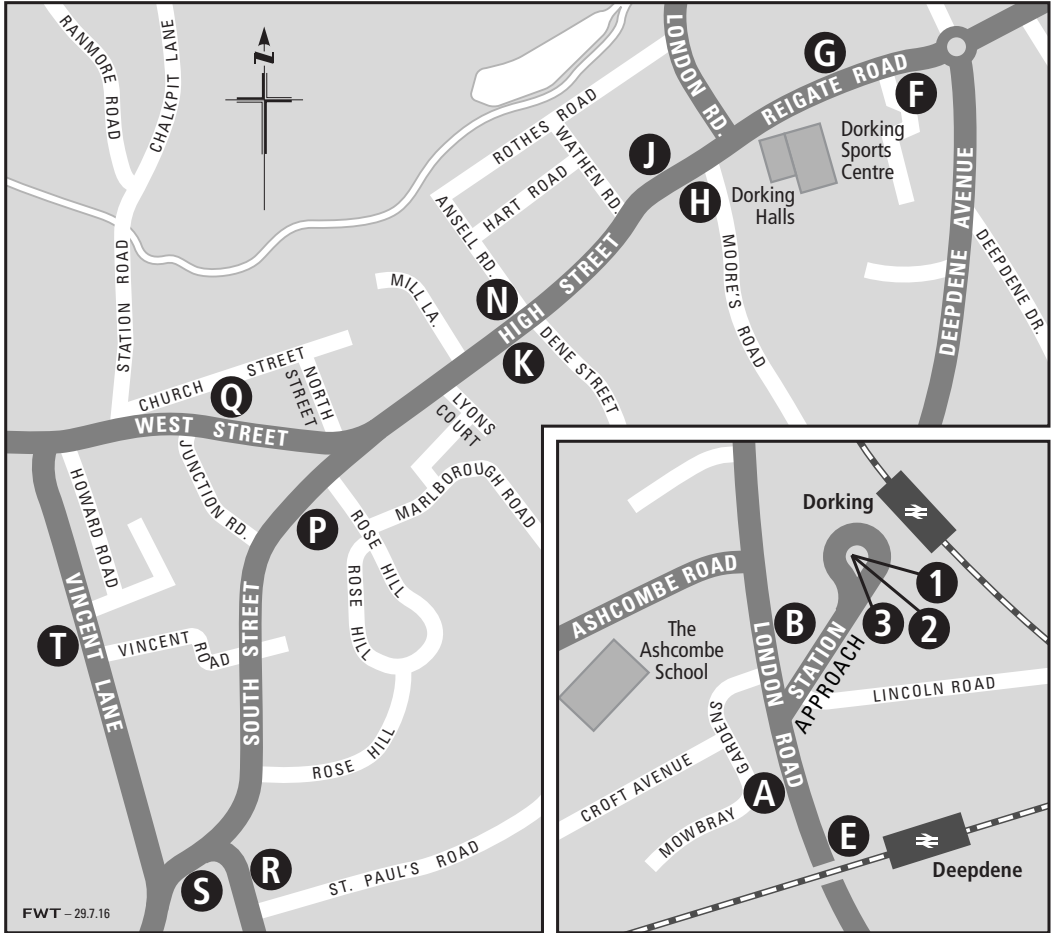 RANMORE ROAD
CHALKPIT LANE
N
STATION ROAD
ROTHES ROAD
WATHEN RD.
HART ROAD
ANSELL RD.
MILL LA.
LONDON RD.
G
REIGATE ROAD
F
J
H
Dorking
Sports
Centre
Dorking
Halls
MOORE'S ROAD
DEEPDENE AVENUE
DEEPDENE DR.
N
HIGH STREET
K
DENE STREET
CHURCH STREET
NORTH
STREET
Q
WEST STREET
LYONS
COURT
JUNCTION RD.
MARLBOROUGH ROAD
HOWARD ROAD
P
ROSE HILL
ROSE HILL
VINCENT LANE
T
VINCENT ROAD
SOUTH STREET
ROSE HILL
S
R
ST. PAUL'S ROAD
FWT – 29.7.16
Dorking
ASHCOMBE ROAD
1
2
3
B
The
Ashcombe
School
LONDON ROAD
STATION
APPROACH
LINCOLN ROAD
GARDENS
CROFT AVENUE
MOWBRAY
A
E
Deepdene